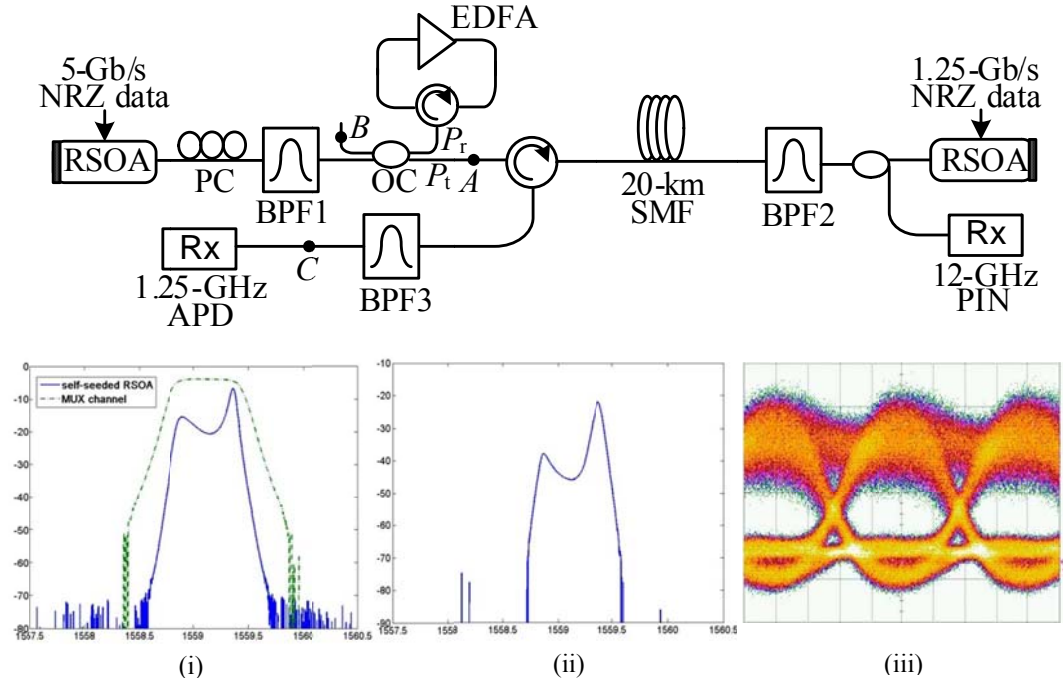 EDFA
5-Gb/s
NRZ data
1.25-Gb/s
NRZ data
B
P_r
RSOA
PC
BPF1
OC
P_t
A
20-km
SMF
BPF2
RSOA
Rx
1.25-GHz
APD
C
BPF3
Rx
12-GHz
PIN
self-seeded RSOA
MUX channel
0
-10
-20
-30
-40
-50
-60
-70
-80
1557.5 1558 1558.5 1559 1559.5 1560 1560.5
(i)
-10
-20
-30
-40
-50
-60
-70
-80
-90
1557.5 1558 1558.5 1559 1559.5 1560 1560.5
(ii)
(iii)